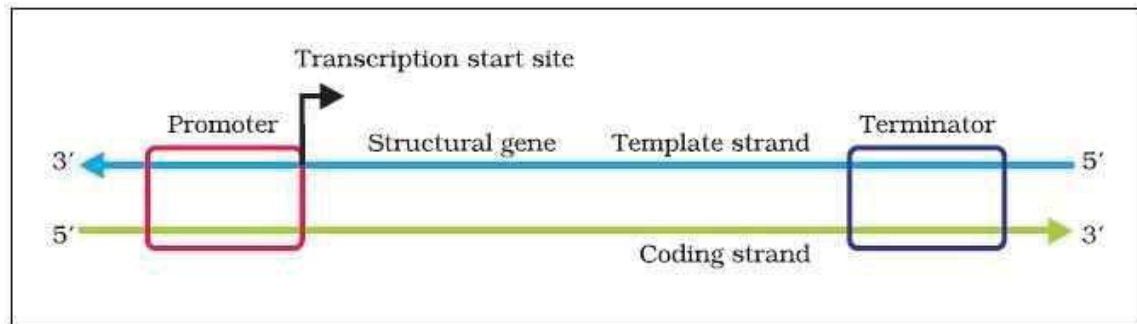 Transcription start site
Promoter
Structural gene
Template strand
Terminator
3′
5′
5′
3′
Coding strand